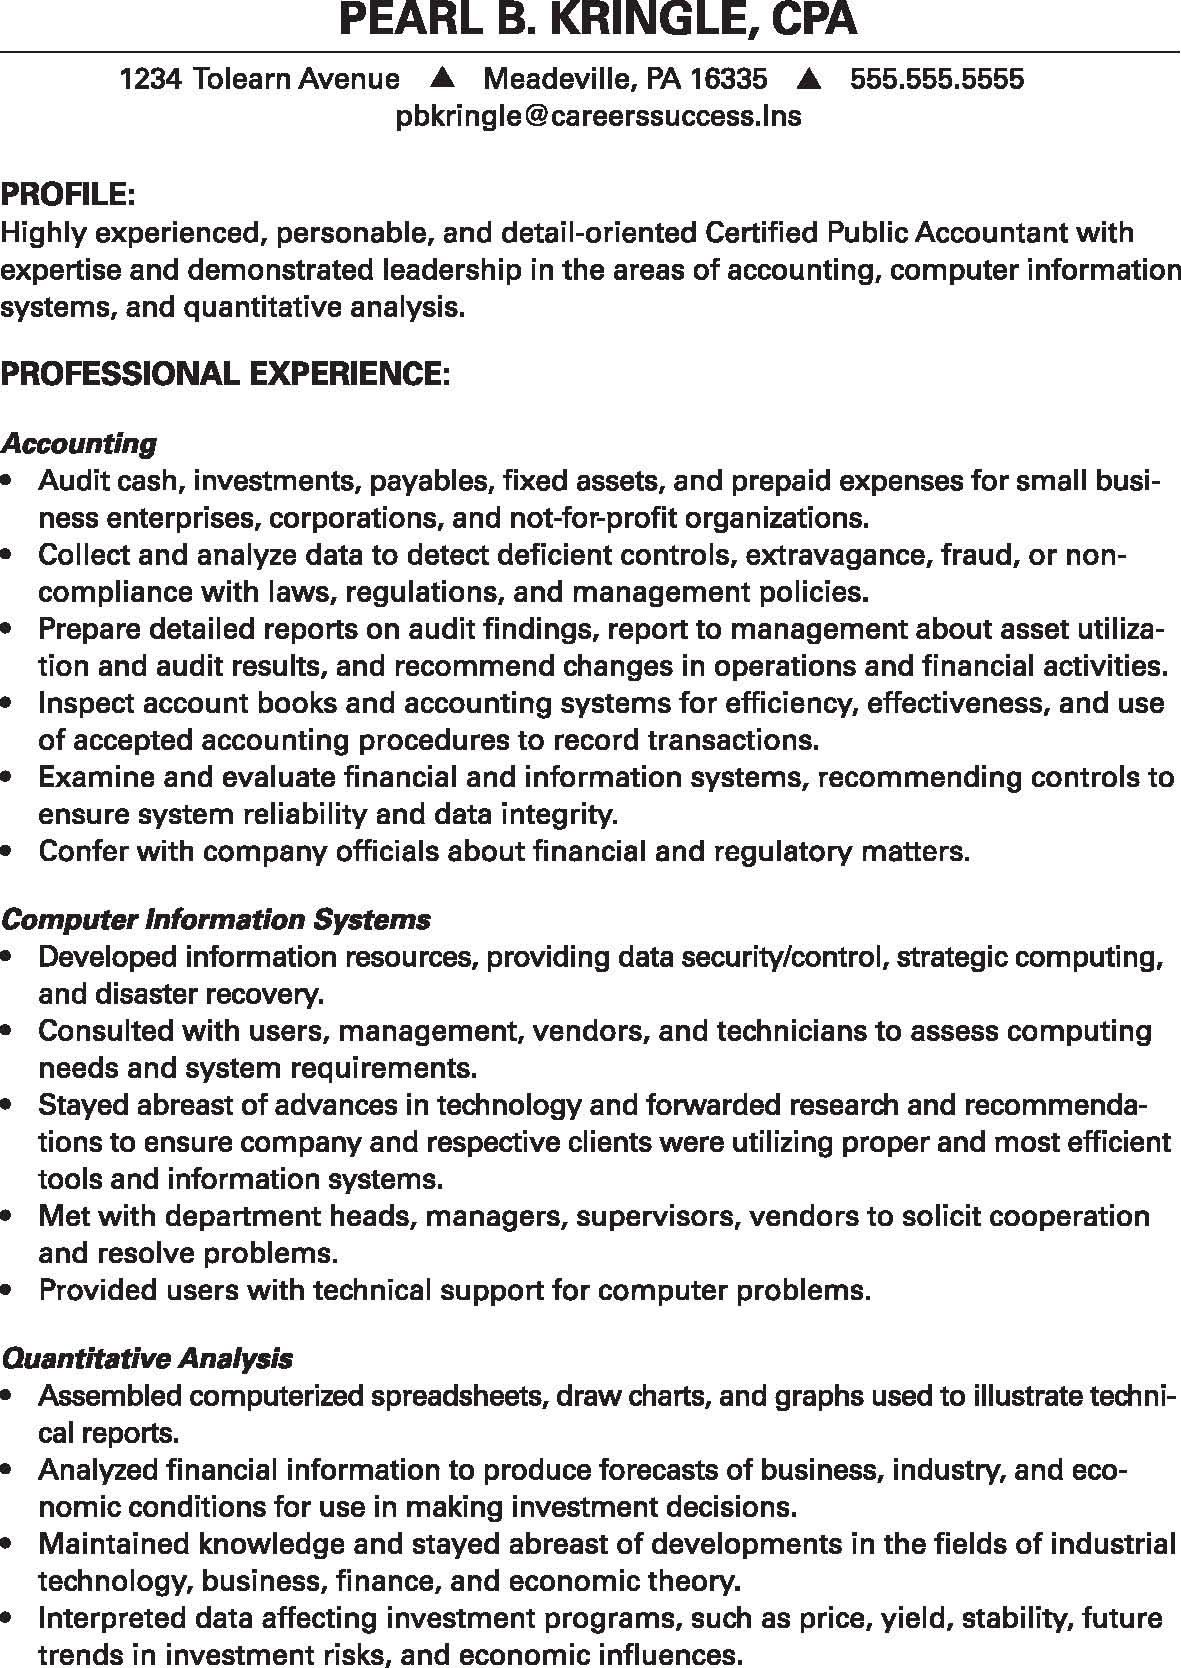 PEARL B. KRINGLE, CPA
1234 Tolearn Avenue ▲ Meadeville, PA 16335 ▲ 555.555.5555
pbkringle@careerssuccess.Ins
PROFILE:
Highly experienced, personable, and detail-oriented Certified Public Accountant with
expertise and demonstrated leadership in the areas of accounting, computer information
systems, and quantitative analysis.
PROFESSIONAL EXPERIENCE:
Accounting
• Audit cash, investments, payables, fixed assets, and prepaid expenses for small busi-
ness enterprises, corporations, and not-for-profit organizations.
• Collect and analyze data to detect deficient controls, extravagance, fraud, or non-
compliance with laws, regulations, and management policies.
• Prepare detailed reports on audit findings, report to management about asset utiliza-
tion and audit results, and recommend changes in operations and financial activities.
• Inspect account books and accounting systems for efficiency, effectiveness, and use
of accepted accounting procedures to record transactions.
• Examine and evaluate financial and information systems, recommending controls to
ensure system reliability and data integrity.
• Confer with company officials about financial and regulatory matters.
Computer Information Systems
• Developed information resources, providing data security/control, strategic computing,
and disaster recovery.
• Consulted with users, management, vendors, and technicians to assess computing
needs and system requirements.
• Stayed abreast of advances in technology and forwarded research and recommenda-
tions to ensure company and respective clients were utilizing proper and most efficient
tools and information systems.
• Met with department heads, managers, supervisors, vendors to solicit cooperation
and resolve problems.
• Provided users with technical support for computer problems.
Quantitative Analysis
• Assembled computerized spreadsheets, draw charts, and graphs used to illustrate techni-
cal reports.
• Analyzed financial information to produce forecasts of business, industry, and eco-
nomic conditions for use in making investment decisions.
• Maintained knowledge and stayed abreast of developments in the fields of industrial
technology, business, finance, and economic theory.
• Interpreted data affecting investment programs, such as price, yield, stability, future
trends in investment risks, and economic influences.